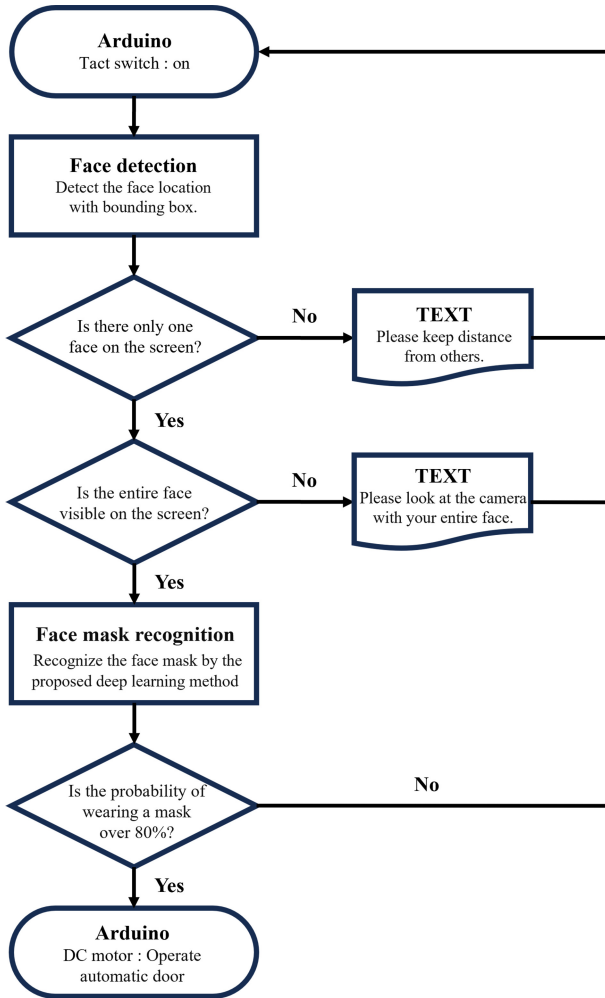 Arduino
Tact switch : on
Face detection
Detect the face location
with bounding box.
Is there only one
face on the screen?
No
TEXT
Please keep distance
from others.
Yes
Is the entire face
visible on the screen?
No
TEXT
Please look at the camera
with your entire face.
Yes
Face mask recognition
Recognize the face mask by the
proposed deep learning method
Is the probability of
wearing a mask
over 80%?
No
Yes
Arduino
DC motor : Operate
automatic door